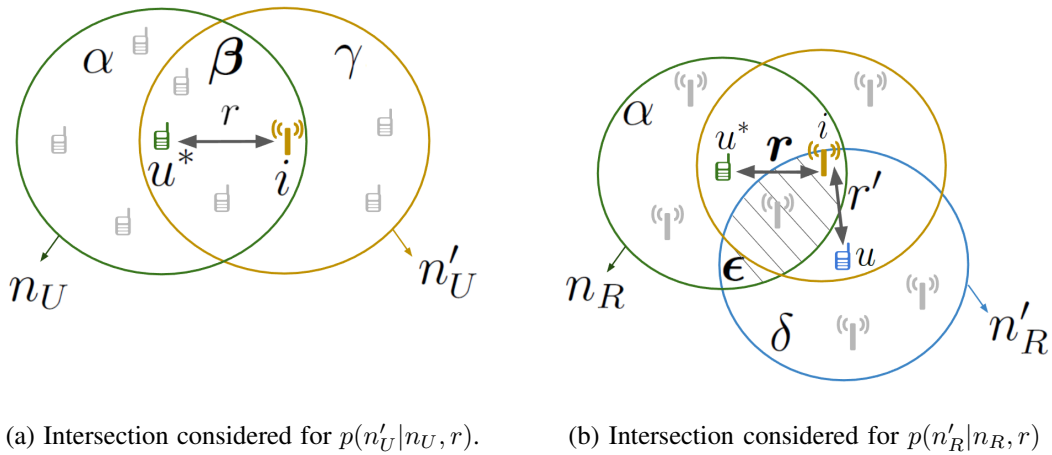 α β γ
r
u* i
n_U n'_U
(a) Intersection considered for p(n'_U|n_U, r).
α
u* r i
r'
u
ϵ
n_R
δ n'_R
(b) Intersection considered for p(n'_R|n_R, r)